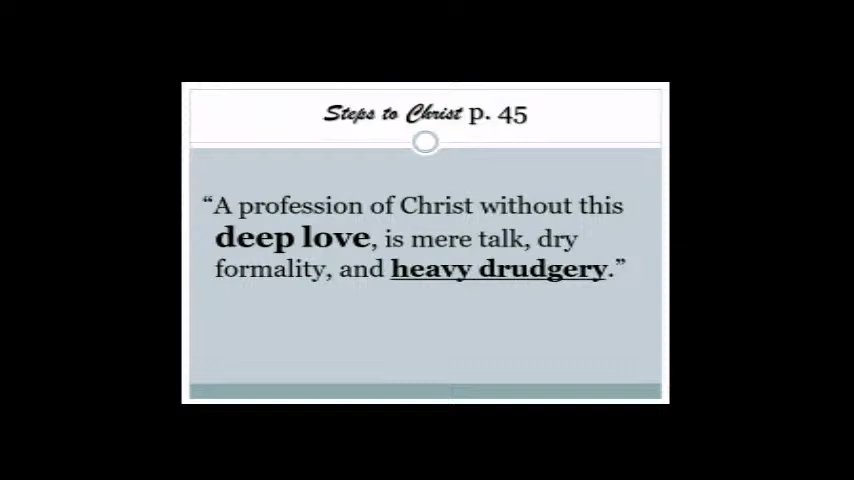 Steps to Christ p. 45
“A profession of Christ without this
deep love, is mere talk, dry
formality, and heavy drudgery.”